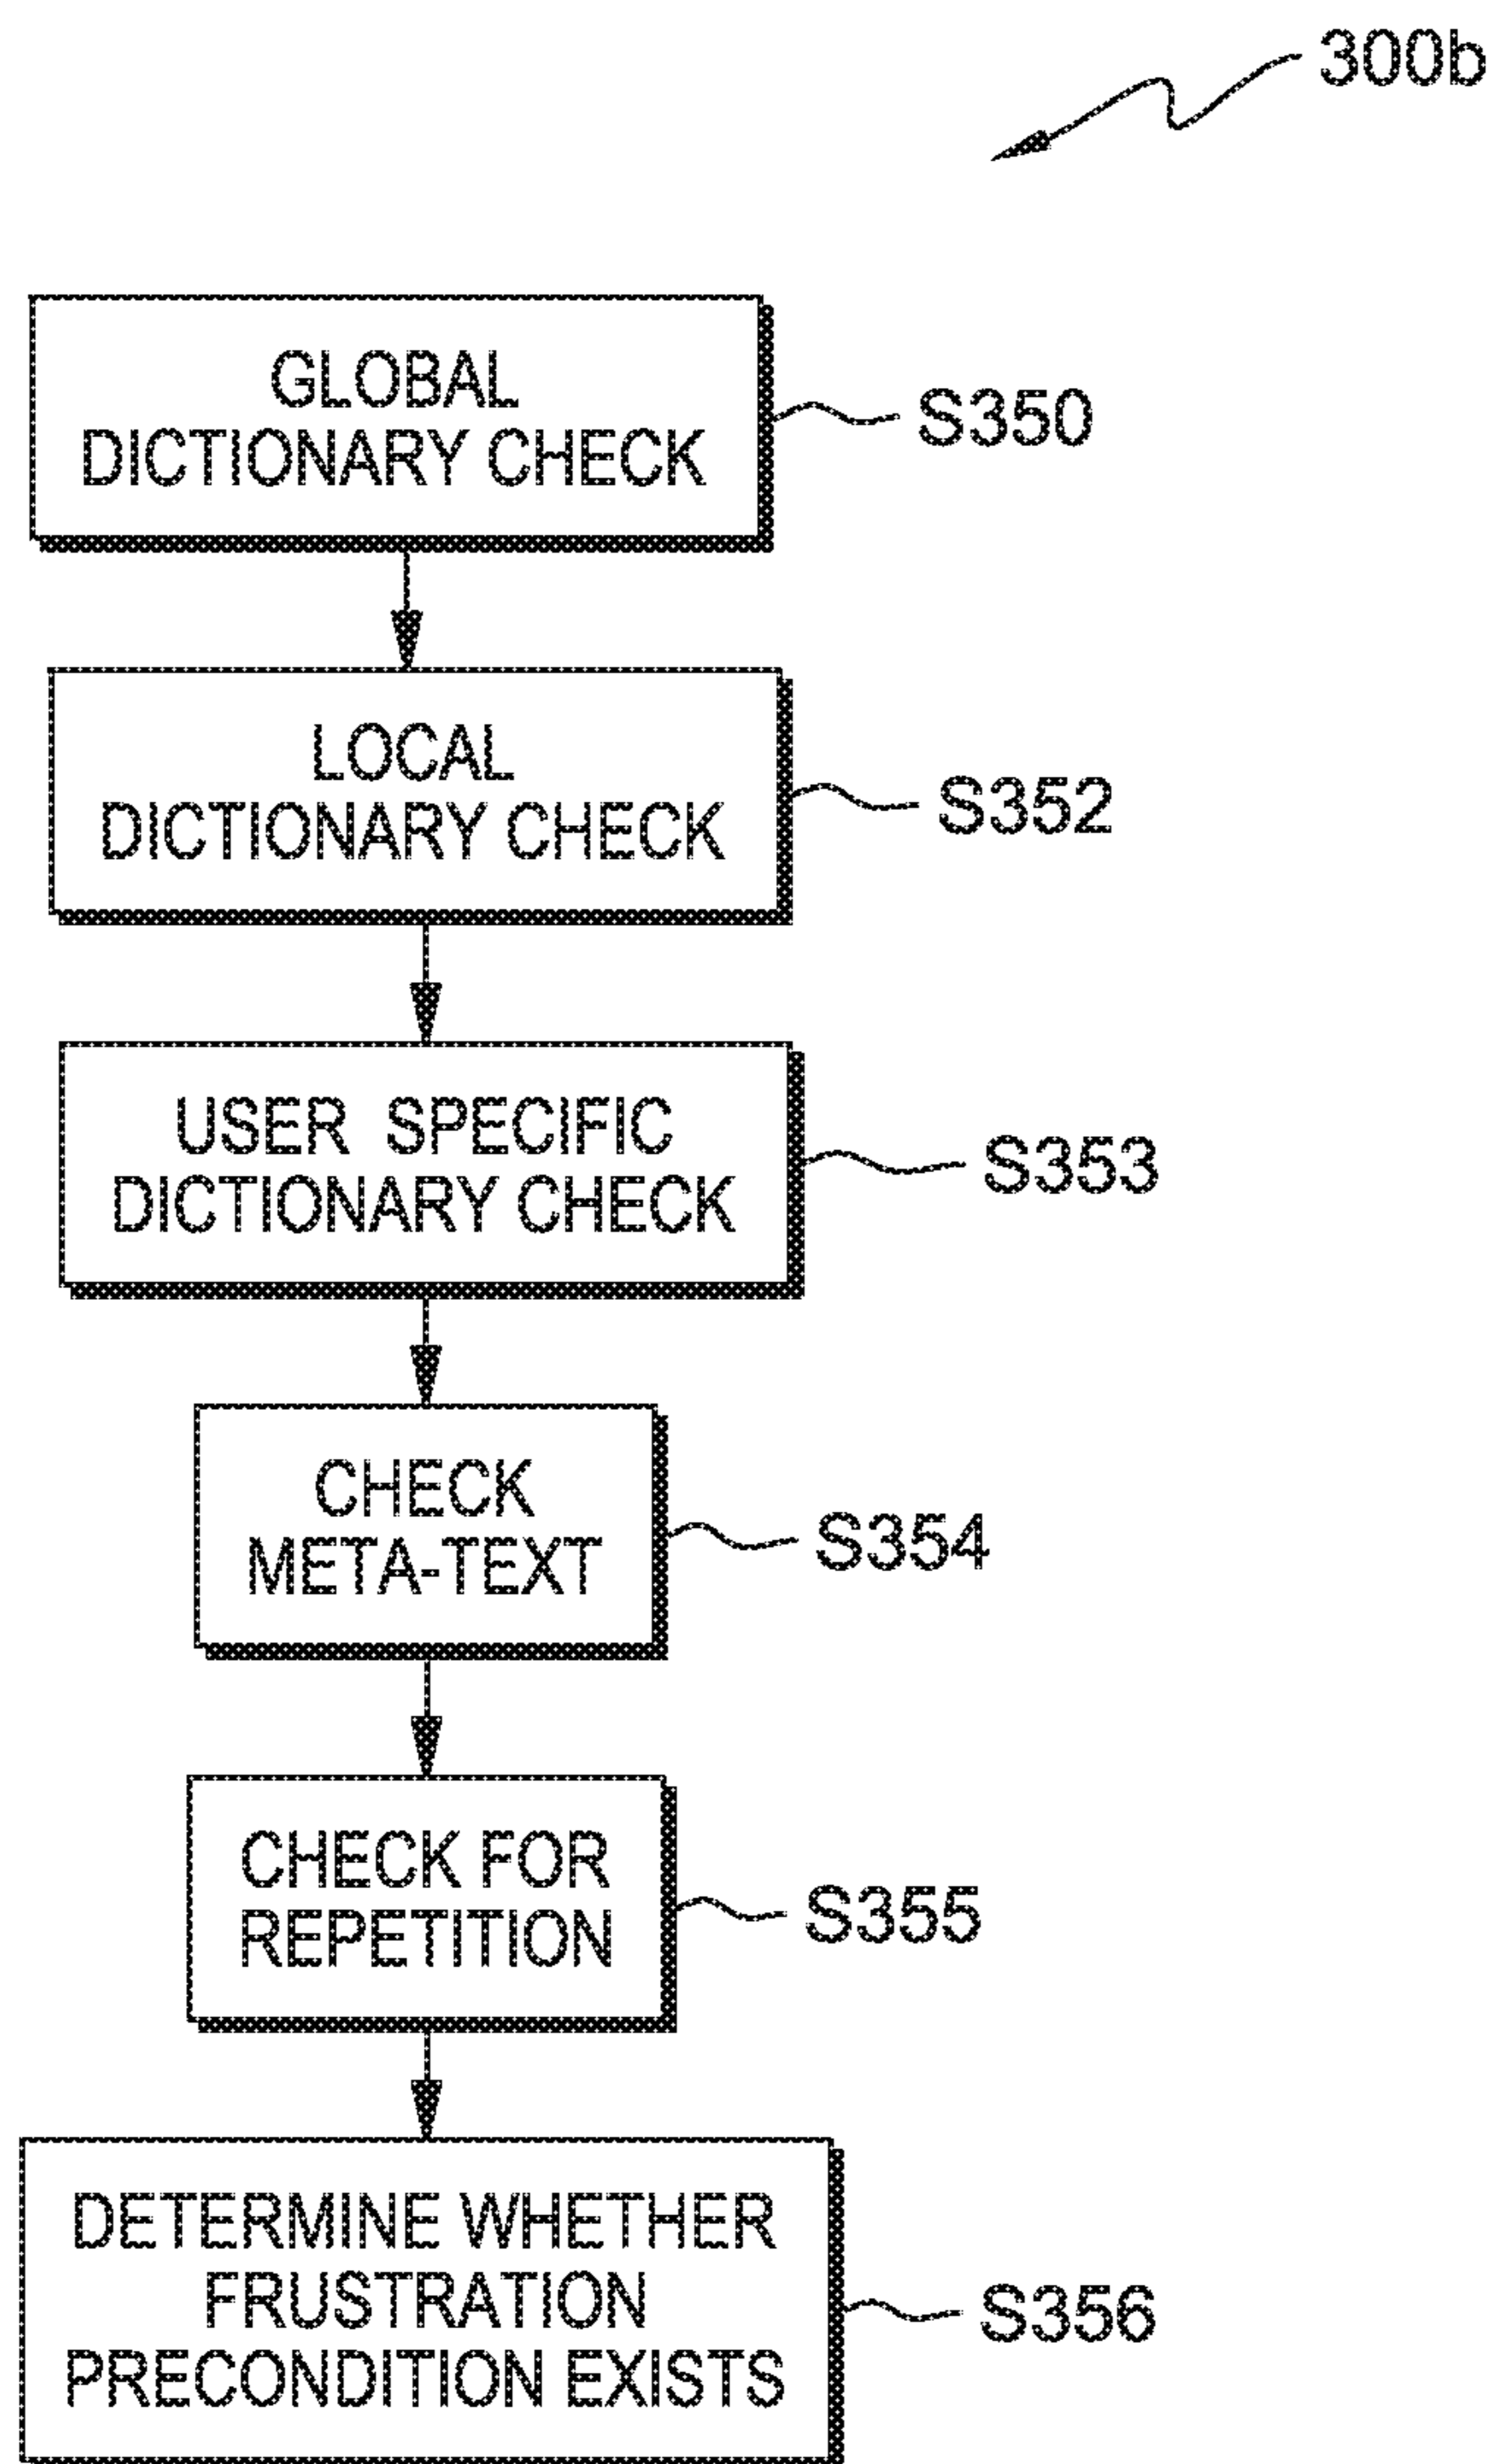 300b
GLOBAL
DICTIONARY CHECK
S350
LOCAL
DICTIONARY CHECK
S352
USER SPECIFIC
DICTIONARY CHECK
S353
CHECK
META-TEXT
S354
CHECK FOR
REPETITION
S355
DETERMINE WHETHER
FRUSTRATION
PRECONDITION EXISTS
S356